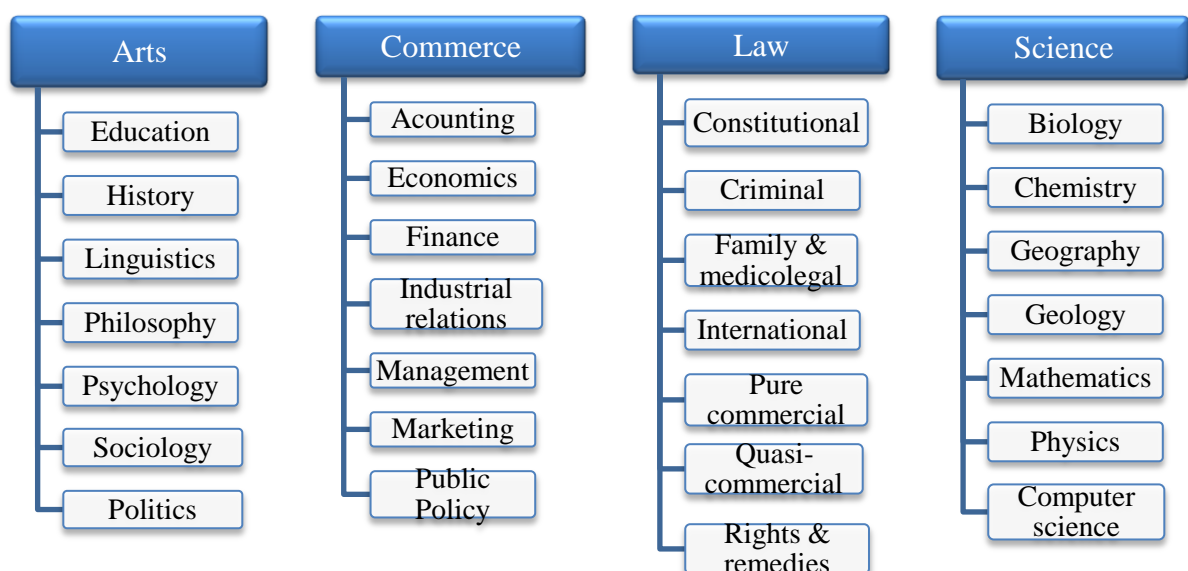 Arts
Education
History
Linguistics
Philosophy
Psychology
Sociology
Politics
Commerce
Acounting
Economics
Finance
Industrial
relations
Management
Marketing
Public
Policy
Law
Constitutional
Criminal
Family &
medicolegal
International
Pure
commercial
Quasi-
commercial
Rights &
remedies
Science
Biology
Chemistry
Geography
Geology
Mathematics
Physics
Computer
science